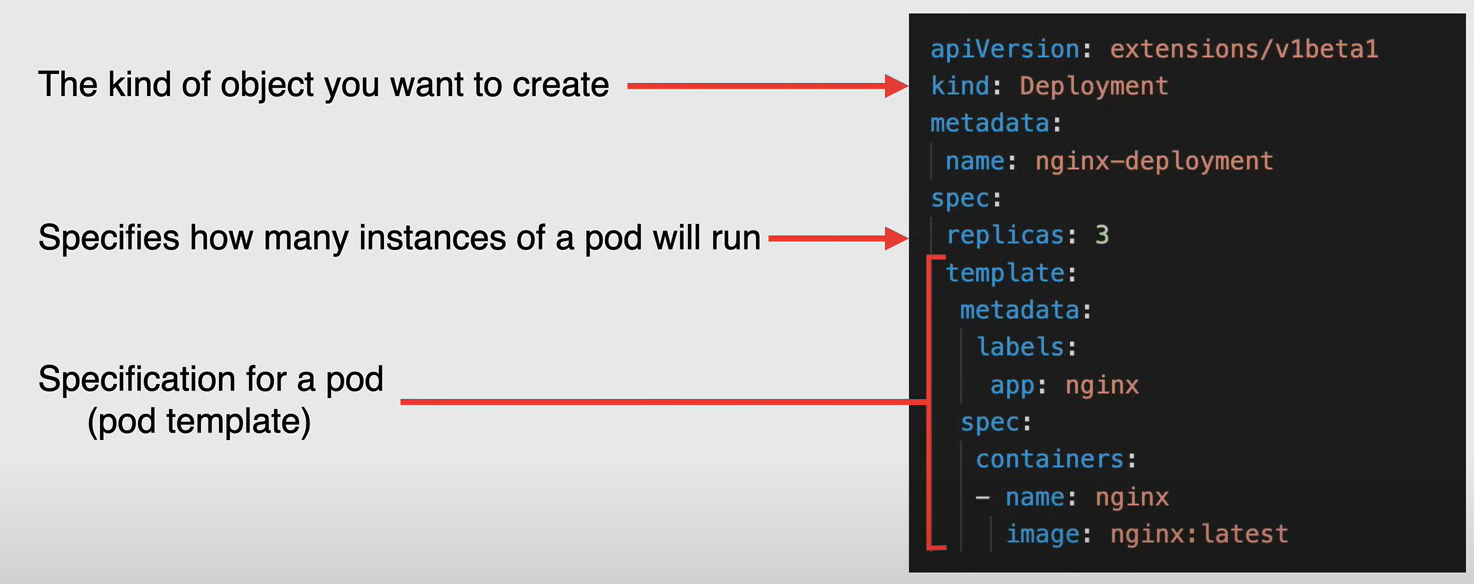 The kind of object you want to create
Specifies how many instances of a pod will run
Specification for a pod
(pod template)
apiVersion: extensions/v1beta1
kind: Deployment
metadata:
 name: nginx-deployment
spec:
 replicas: 3
 template:
  metadata:
   labels:
    app: nginx
  spec:
   containers:
   - name: nginx
     image: nginx:latest